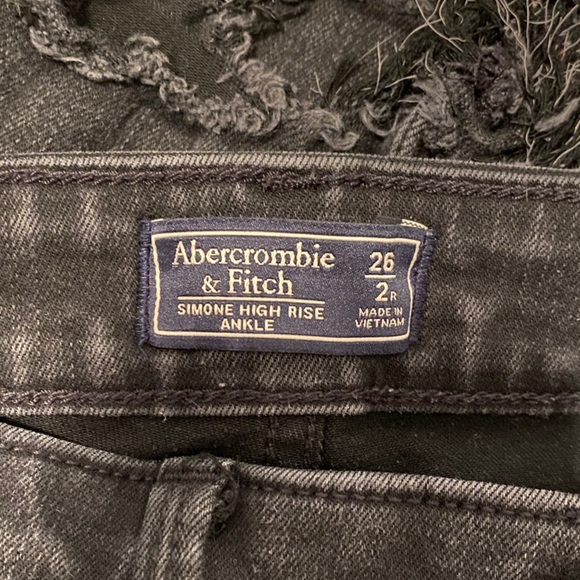 Abercrombie
& Fitch
SIMONE HIGH RISE
ANKLE
26
2R
MADE IN
VIETNAM